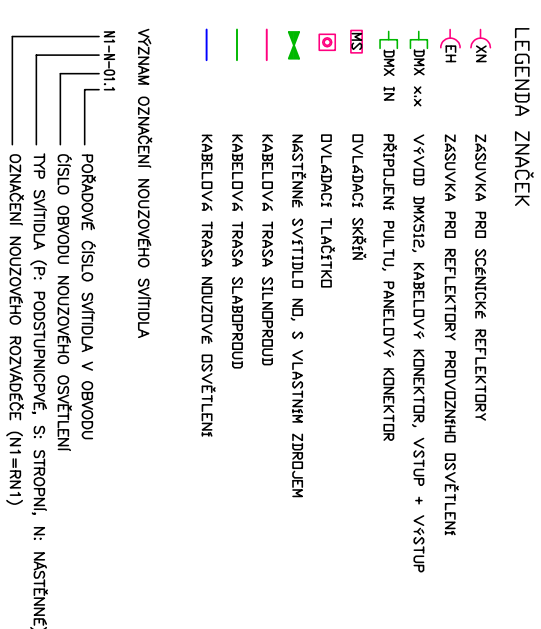 LEGENDA ZNAČEK
XN ZÁSUVKA PRO SCÉNICKÉ REFLEKTORY
EH ZÁSUVKA PRO REFLEKTORY PROVOZNÍHO OSVĚTLENÍ
DMX x.x VÝVOD DMX512, KABELOVÝ KONEKTOR, VSTUP + VÝSTUP
DMX IN PŘIPOJENÍ PULTU, PANELOVÝ KONEKTOR
MS OVLÁDACÍ SKŘÍŇ
OVLÁDACÍ TLAČÍTKO
NÁSTĚNNÉ SVÍTIDLO NO, S VLASTNÍM ZDROJEM
KABELOVÁ TRASA SILNOPROUD
KABELOVÁ TRASA SLABOPROUD
KABELOVÁ TRASA NOUZOVÉ OSVĚTLENÍ
VÝZNAM OZNAČENÍ NOUZOVÉHO SVÍTIDLA
N1-N-01.1
POŘADOVÉ ČÍSLO SVÍTIDLA V OBVODU
ČÍSLO OBVODU NOUZOVÉHO OSVĚTLENÍ
TYP SVÍTIDLA (P: PODSTUPNICPVÉ, S: STROPNÍ, N: NÁSTĚNNÉ)
OZNAČENÍ NOUZOVÉHO ROZVÁDĚČE (N1=RN1)